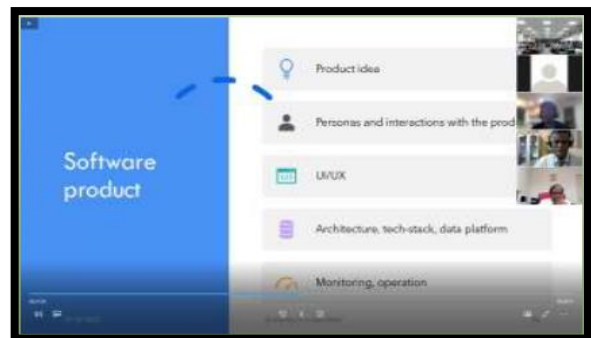 Software
product
Product idea
Personas and interactions with the prod
UI/UX
Architecture, tech-stack, data platform
Monitoring, operation